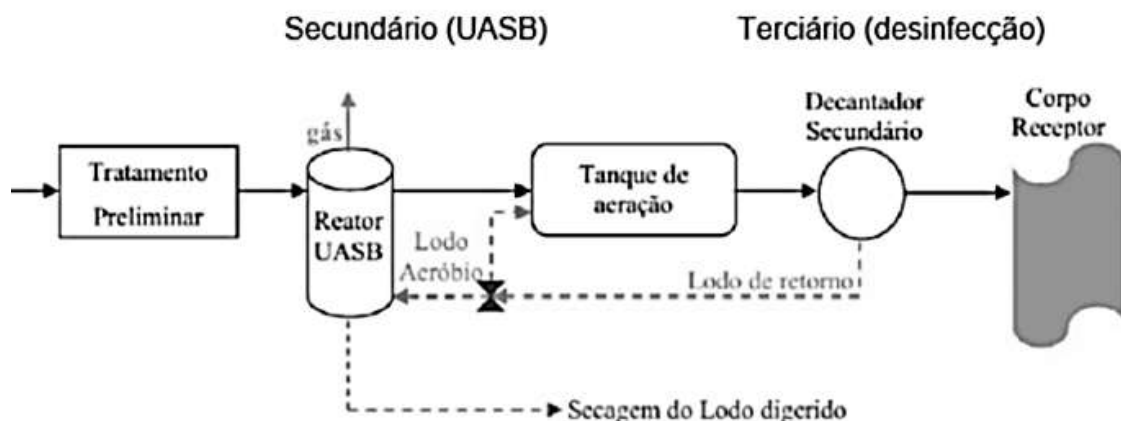 Secundário (UASB)
Terciário (desinfecção)
gás
Decantador
Secundário
Corpo
Receptor
Tratamento
Preliminar
Reator
UASB
Tanque de
aeração
Lodo
Aeróbio
Lodo de retorno
Secagem do Lodo digerido